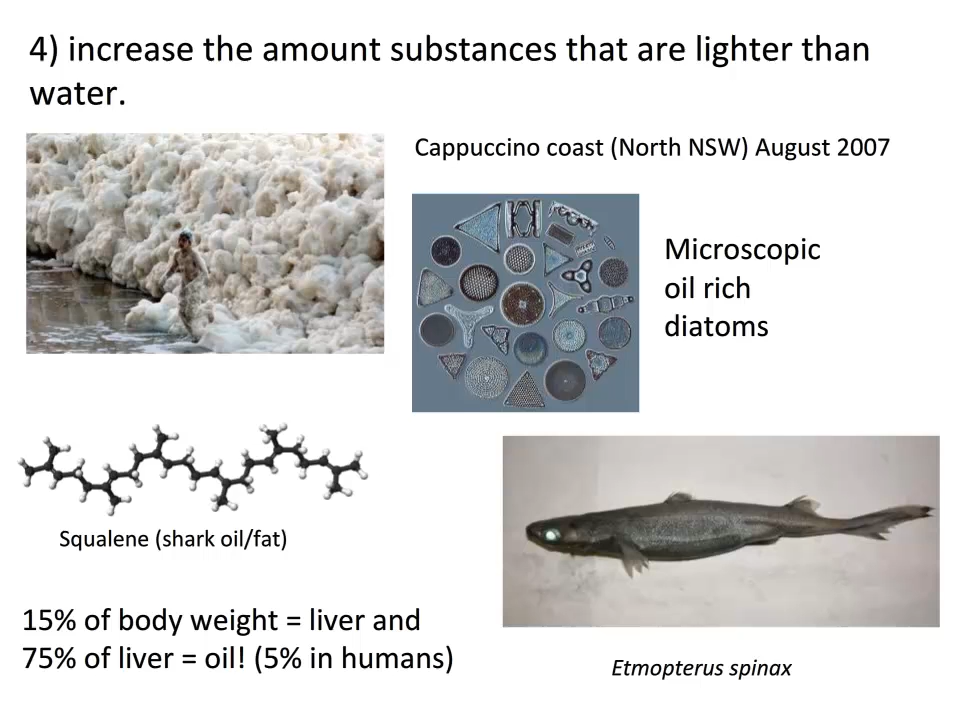 4) increase the amount substances that are lighter than
water.
Cappuccino coast (North NSW) August 2007
Microscopic
oil rich
diatoms
Squalene (shark oil/fat)
15% of body weight = liver and
75% of liver = oil! (5% in humans)
Etmopterus spinax